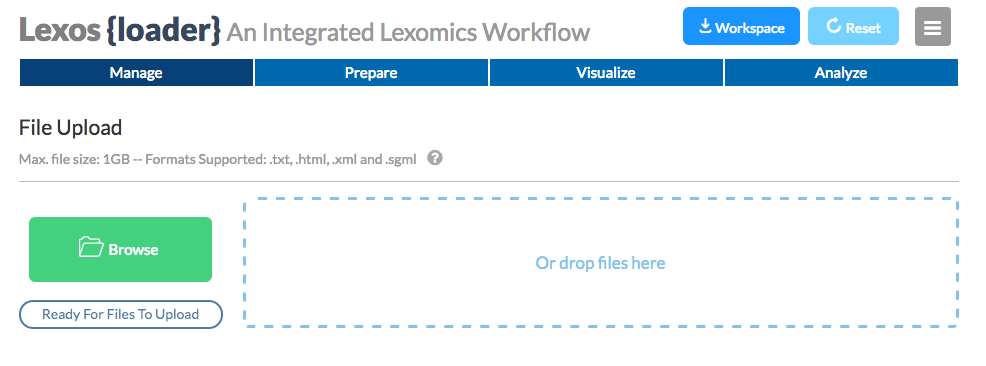 Lexos {loader} An Integrated Lexomics Workflow
Workspace
Reset
Manage Prepare Visualize Analyze
File Upload
Max. file size: 1GB -- Formats Supported: .txt, .html, .xml and .sgml ?
Browse
Or drop files here
Ready For Files To Upload